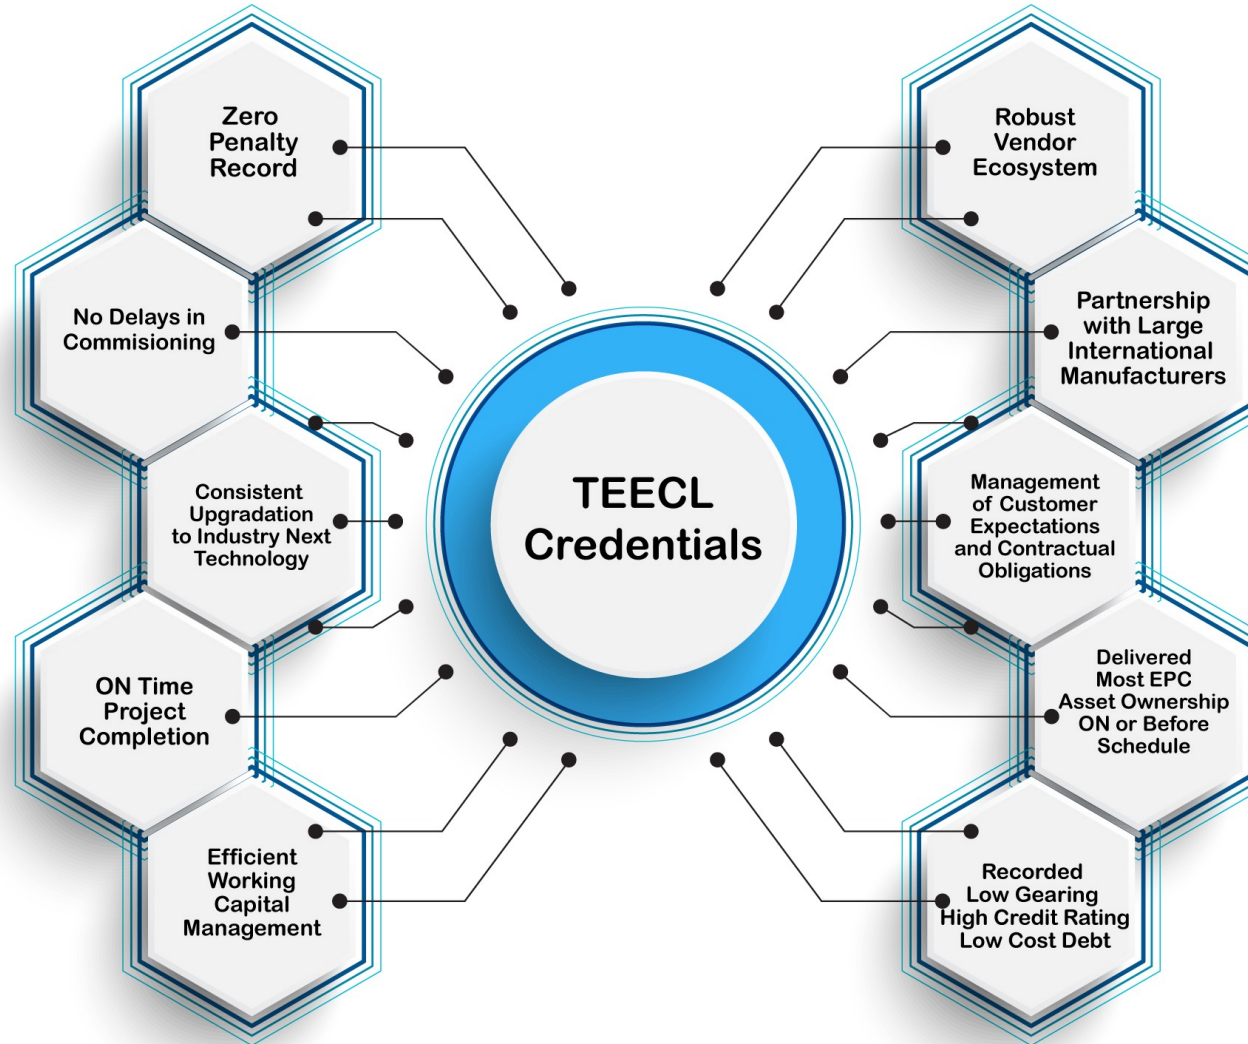 Zero
Penalty
Record
No Delays in
Commisioning
Consistent
Upgradation
to Industry Next
Technology
ON Time
Project
Completion
Efficient
Working
Capital
Management
TEECL
Credentials
Robust
Vendor
Ecosystem
Partnership
with Large
International
Manufacturers
Management
of Customer
Expectations
and Contractual
Obligations
Delivered
Most EPC
Asset Ownership
ON or Before
Schedule
Recorded
Low Gearing
High Credit Rating
Low Cost Debt